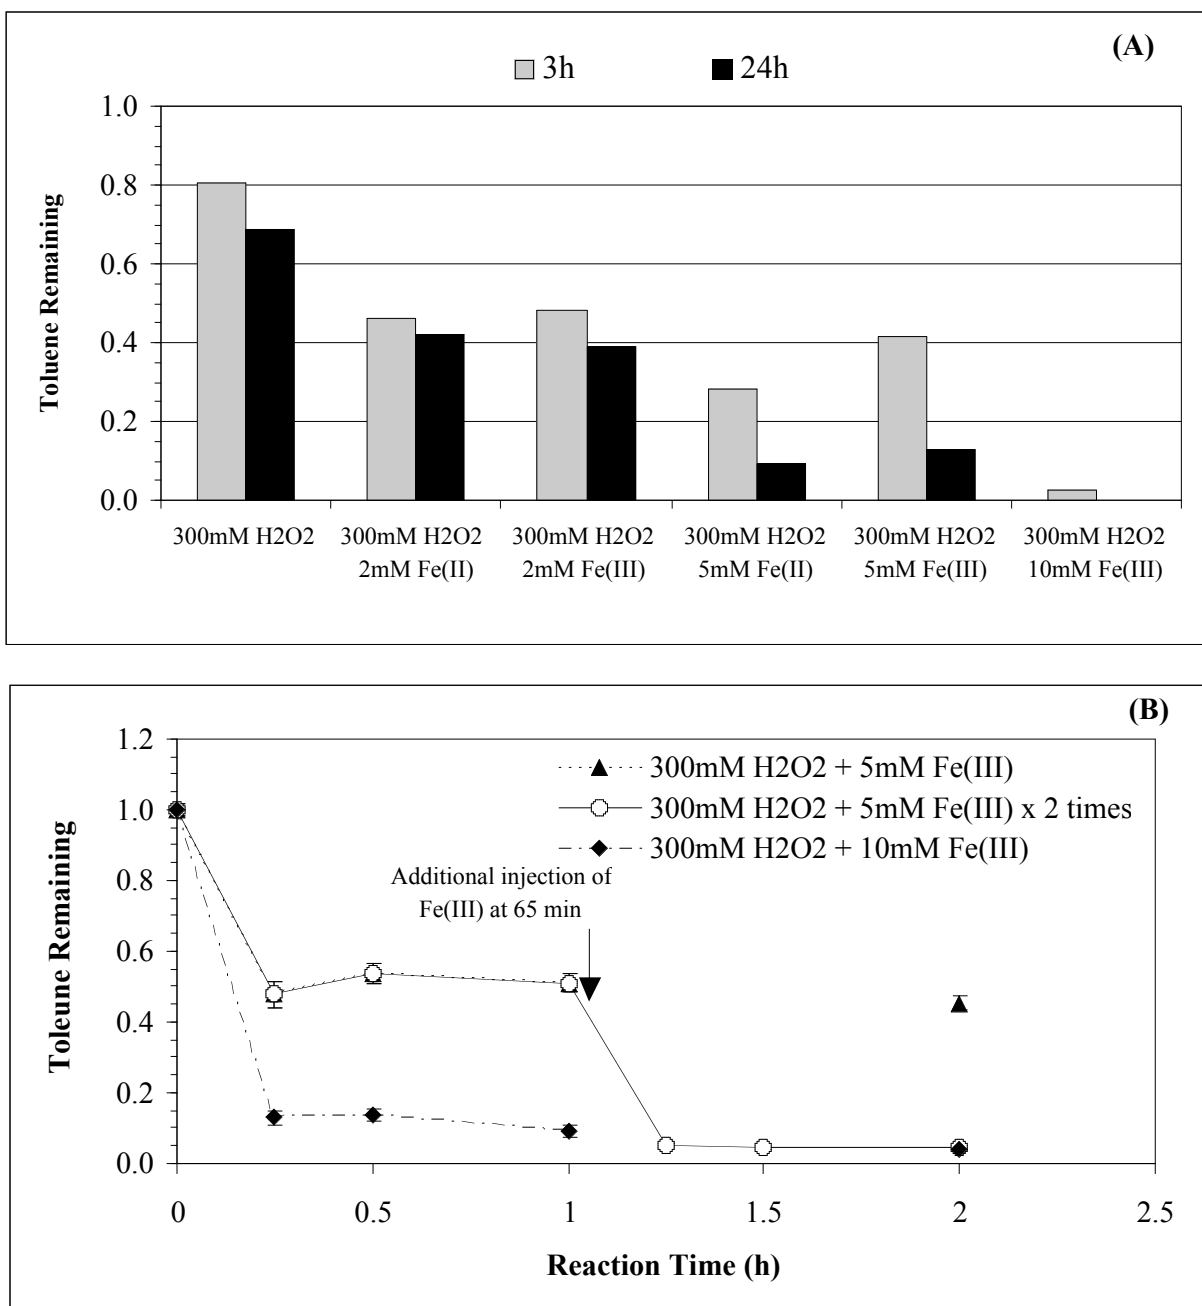 (A)
3h 24h
1.0
0.8
0.6
0.4
0.2
0.0
Toluene Remaining
300mM H2O2 300mM H2O2 300mM H2O2 300mM H2O2 300mM H2O2 300mM H2O2
2mM Fe(II) 2mM Fe(III) 5mM Fe(II) 5mM Fe(III) 10mM Fe(III)
(B)
1.2
1.0
0.8
0.6
0.4
0.2
0.0
Toleune Remaining
300mM H2O2 + 5mM Fe(III)
300mM H2O2 + 5mM Fe(III) x 2 times
300mM H2O2 + 10mM Fe(III)
Additional injection of
Fe(III) at 65 min
0 0.5 1 1.5 2 2.5
Reaction Time (h)